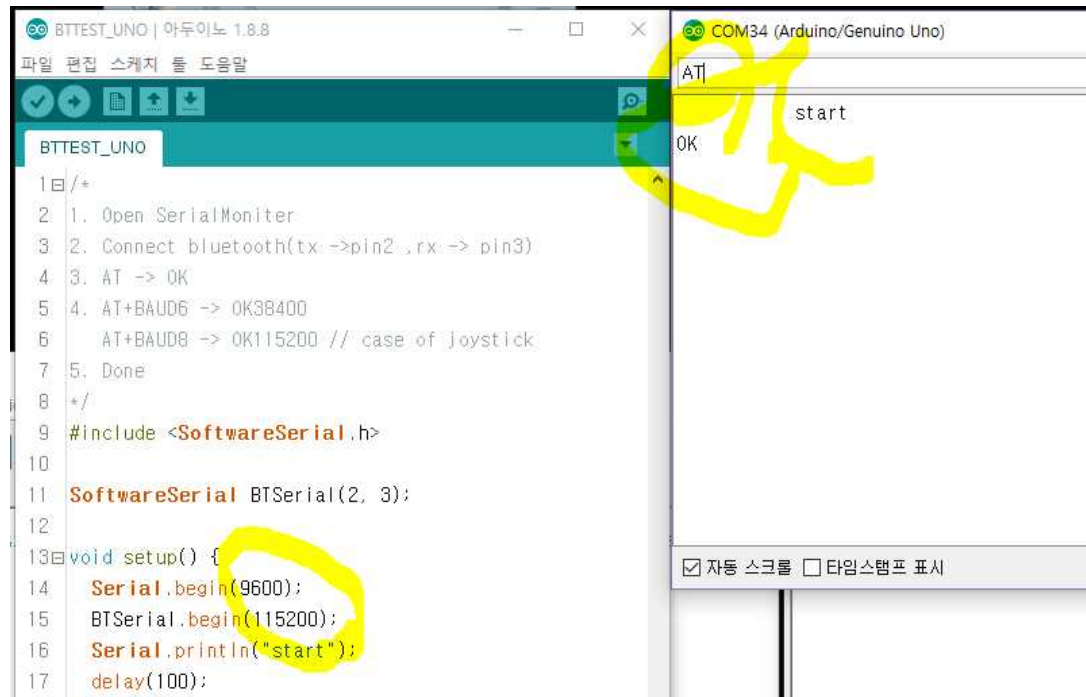 BTTEST_UNO | 아두이노 1.8.8
파일 편집 스케치 툴 도움말
BTTEST_UNO
1 /*
2 1. Open SerialMoniter
3 2. Connect bluetooth(tx ->pin2 ,rx -> pin3)
4 3. AT -> OK
5 4. AT+BAUD6 -> OK38400
6 AT+BAUD8 -> OK115200 // case of joystick
7 5. Done
8 */
9 #include <SoftwareSerial.h>
10
11 SoftwareSerial BTSerial(2, 3);
12
13 void setup() {
14 Serial.begin(9600);
15 BTSerial.begin(115200);
16 Serial.println("start");
17 delay(100);
COM34 (Arduino/Genuino Uno)
AT
start
OK
자동 스크롤 타임스탬프 표시